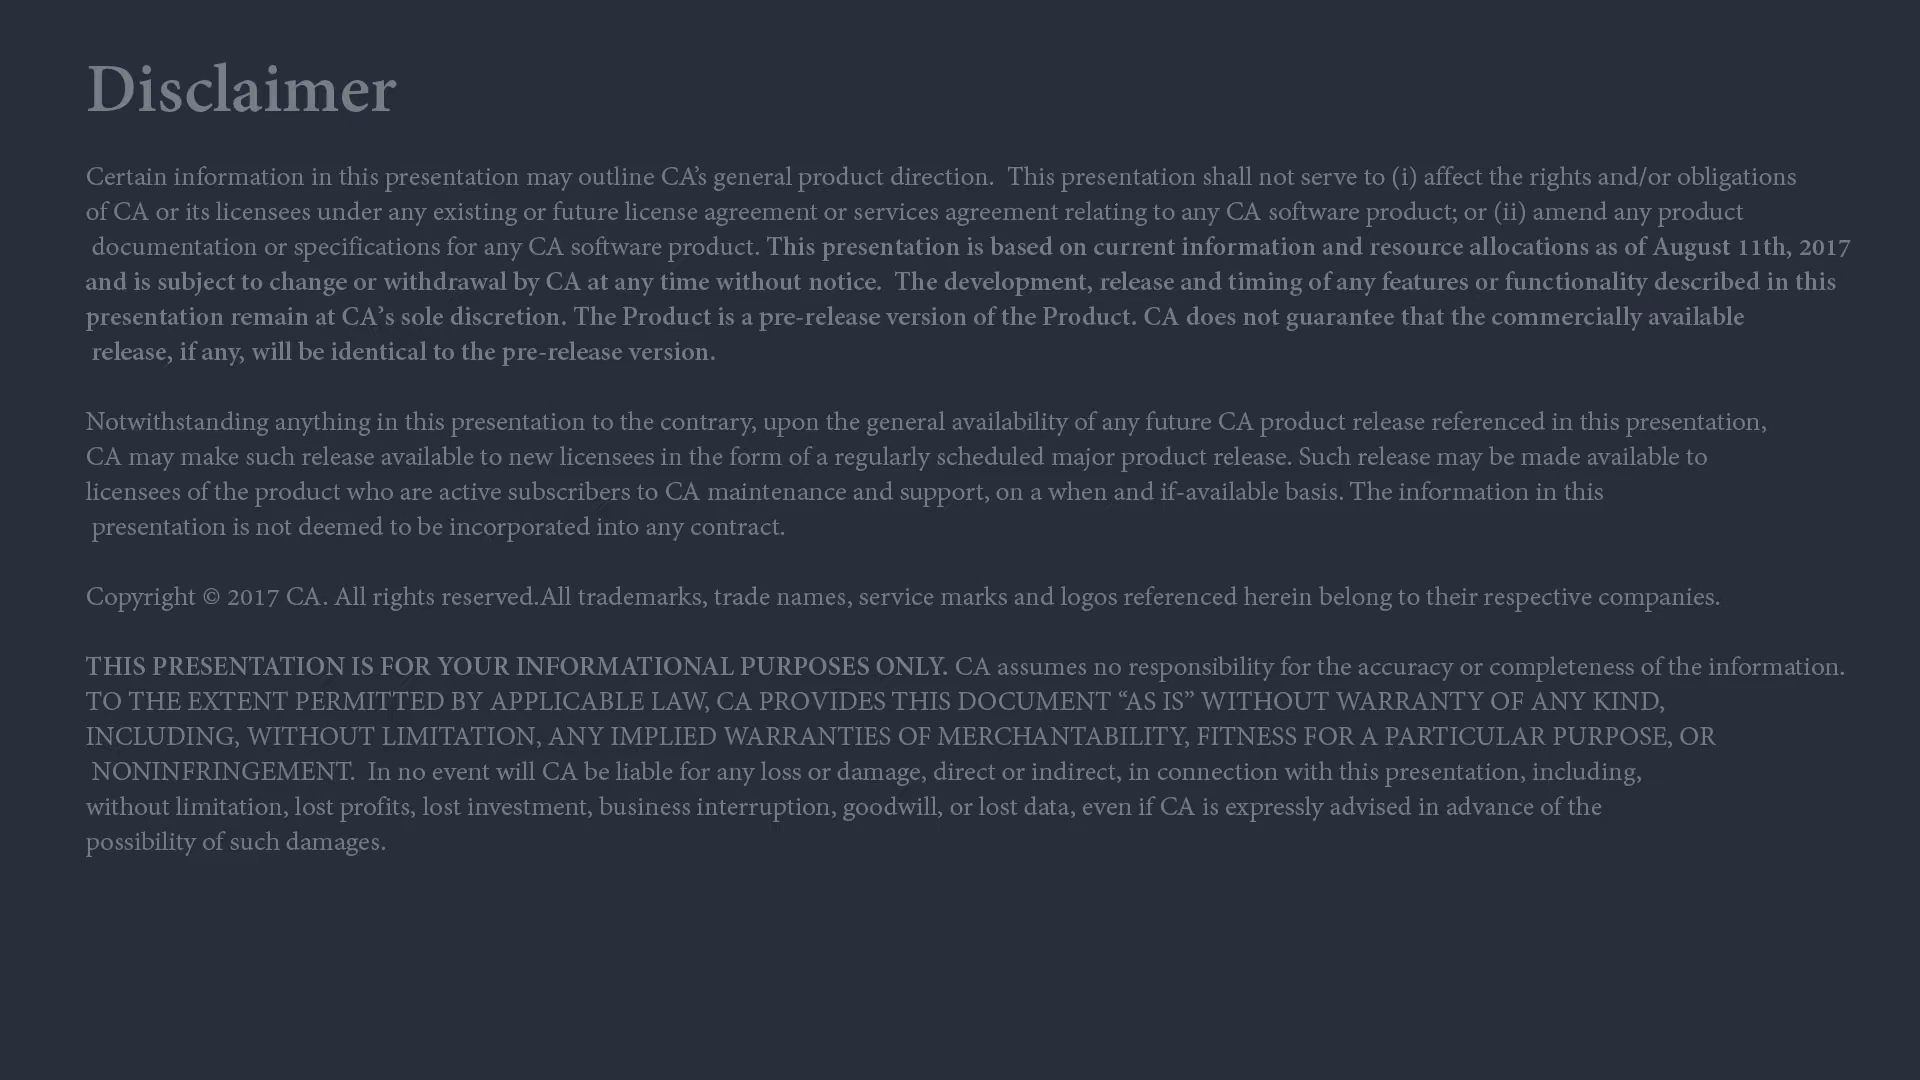 Disclaimer
Certain information in this presentation may outline CA’s general product direction.  This presentation shall not serve to (i) affect the rights and/or obligations
of CA or its licensees under any existing or future license agreement or services agreement relating to any CA software product; or (ii) amend any product
documentation or specifications for any CA software product. This presentation is based on current information and resource allocations as of August 11th, 2017
and is subject to change or withdrawal by CA at any time without notice.  The development, release and timing of any features or functionality described in this
presentation remain at CA’s sole discretion. The Product is a pre-release version of the Product. CA does not guarantee that the commercially available
release, if any, will be identical to the pre-release version.
Notwithstanding anything in this presentation to the contrary, upon the general availability of any future CA product release referenced in this presentation,
CA may make such release available to new licensees in the form of a regularly scheduled major product release. Such release may be made available to
licensees of the product who are active subscribers to CA maintenance and support, on a when and if-available basis. The information in this
presentation is not deemed to be incorporated into any contract.
Copyright © 2017 CA. All rights reserved.All trademarks, trade names, service marks and logos referenced herein belong to their respective companies.
THIS PRESENTATION IS FOR YOUR INFORMATIONAL PURPOSES ONLY. CA assumes no responsibility for the accuracy or completeness of the information.
TO THE EXTENT PERMITTED BY APPLICABLE LAW, CA PROVIDES THIS DOCUMENT “AS IS” WITHOUT WARRANTY OF ANY KIND,
INCLUDING, WITHOUT LIMITATION, ANY IMPLIED WARRANTIES OF MERCHANTABILITY, FITNESS FOR A PARTICULAR PURPOSE, OR
NONINFRINGEMENT.  In no event will CA be liable for any loss or damage, direct or indirect, in connection with this presentation, including,
without limitation, lost profits, lost investment, business interruption, goodwill, or lost data, even if CA is expressly advised in advance of the
possibility of such damages.